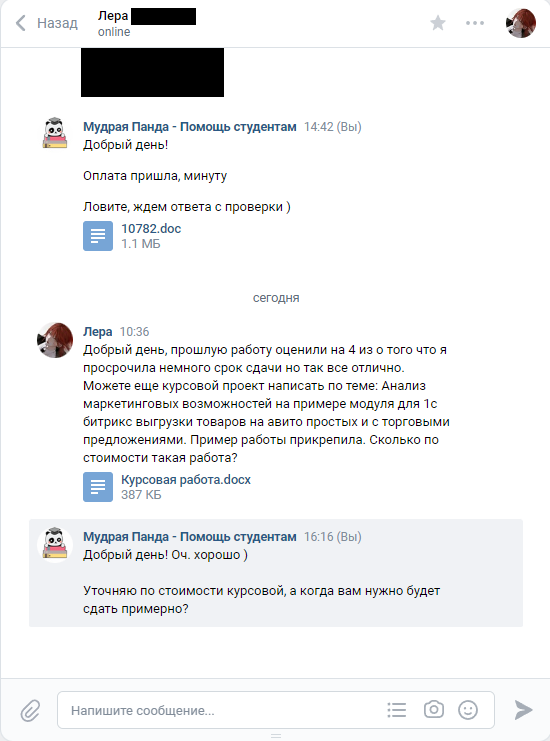 Назад
Лера
online
Мудрая Панда - Помощь студентам 14:42 (Вы)
Добрый день!
Оплата пришла, минуту
Ловите, ждем ответа с проверки )
10782.doc
1.1 МБ
сегодня
Лера 10:36
Добрый день, прошлую работу оценили на 4 из о того что я
просрочила немного срок сдачи но так все отлично.
Можете еще курсовой проект написать по теме: Анализ
маркетинговых возможностей на примере модуля для 1с
битрикс выгрузки товаров на авито простых и с торговыми
предложениями. Пример работы прикрепила. Сколько по
стоимости такая работа?
Курсовая работа.docx
387 КБ
Мудрая Панда - Помощь студентам 16:16 (Вы)
Добрый день! Оч. хорошо )
Уточняю по стоимости курсовой, а когда вам нужно будет
сдать примерно?
Напишите сообщение...